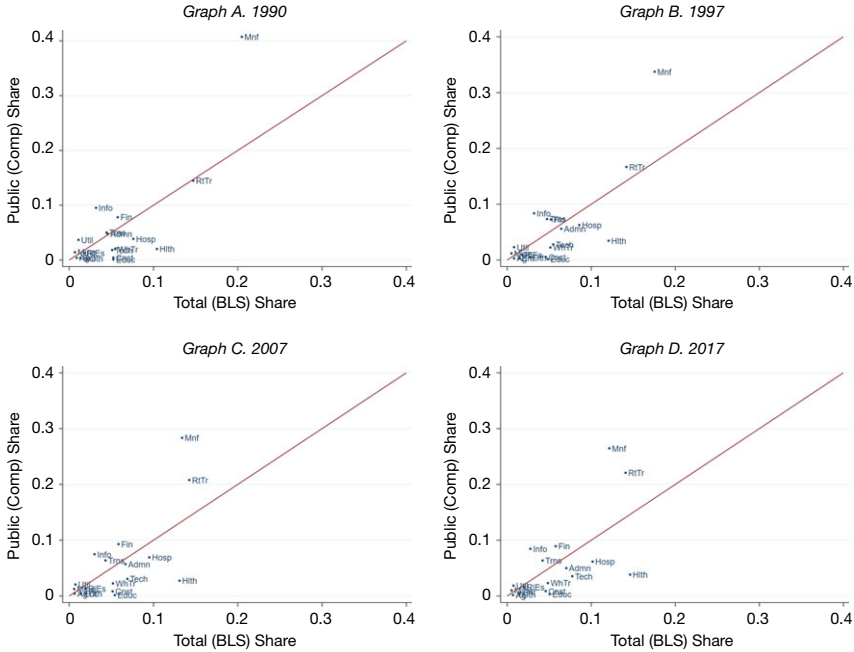 Graph A. 1990
Public (Comp) Share
0.4
0.3
0.2
0.1
0
Mnf
RtTr
Info
Fin
Admn
Util
Hosp
WhTr
Tech
Hlth
Cnst
Educ
0
0.1
0.2
0.3
0.4
Total (BLS) Share
Graph B. 1997
Public (Comp) Share
0.4
0.3
0.2
0.1
0
Mnf
RtTr
Info
Hosp
Admn
Hlth
Util
Tech
WhTr
Cnst
Educ
0
0.1
0.2
0.3
0.4
Total (BLS) Share
Graph C. 2007
Public (Comp) Share
0.4
0.3
0.2
0.1
0
Mnf
RtTr
Fin
Info
Trns
Hosp
Admn
Tech
Hlth
WhTr
Util
Cnst
Educ
0
0.1
0.2
0.3
0.4
Total (BLS) Share
Graph D. 2017
Public (Comp) Share
0.4
0.3
0.2
0.1
0
Mnf
RtTr
Info
Fin
Trns
Hosp
Admn
Tech
Hlth
WhTr
Cnst
Educ
0
0.1
0.2
0.3
0.4
Total (BLS) Share